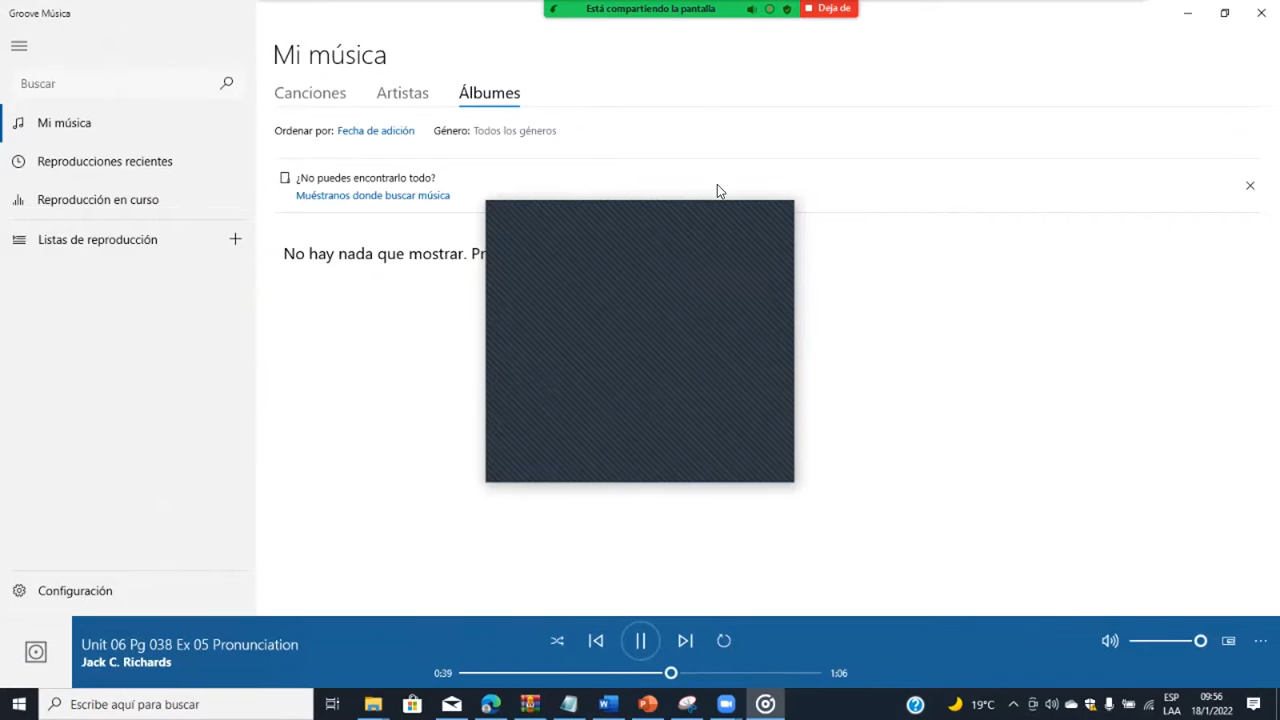 Groove Música
Está compartiendo la pantalla
Deja de
Buscar
Mi música
Reproducciones recientes
Reproducción en curso
Listas de reproducción
Configuración
Mi música
Canciones
Artistas
Álbumes
Ordenar por: Fecha de adición
Género: Todos los géneros
¿No puedes encontrarlo todo?
Muéstranos donde buscar música
No hay nada que mostrar. Pr
Unit 06 Pg 038 Ex 05 Pronunciation
Jack C. Richards
0:39
1:06
Escribe aquí para buscar
19°C
ESP
LAA
09:56
18/1/2022